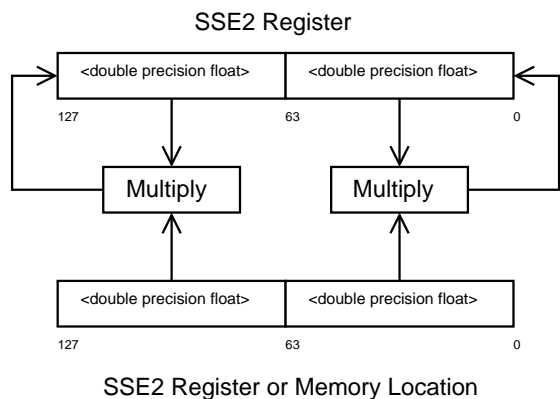 SSE2 Register
<double precision float> <double precision float>
127 63 0
Multiply Multiply
<double precision float> <double precision float>
127 63 0
SSE2 Register or Memory Location